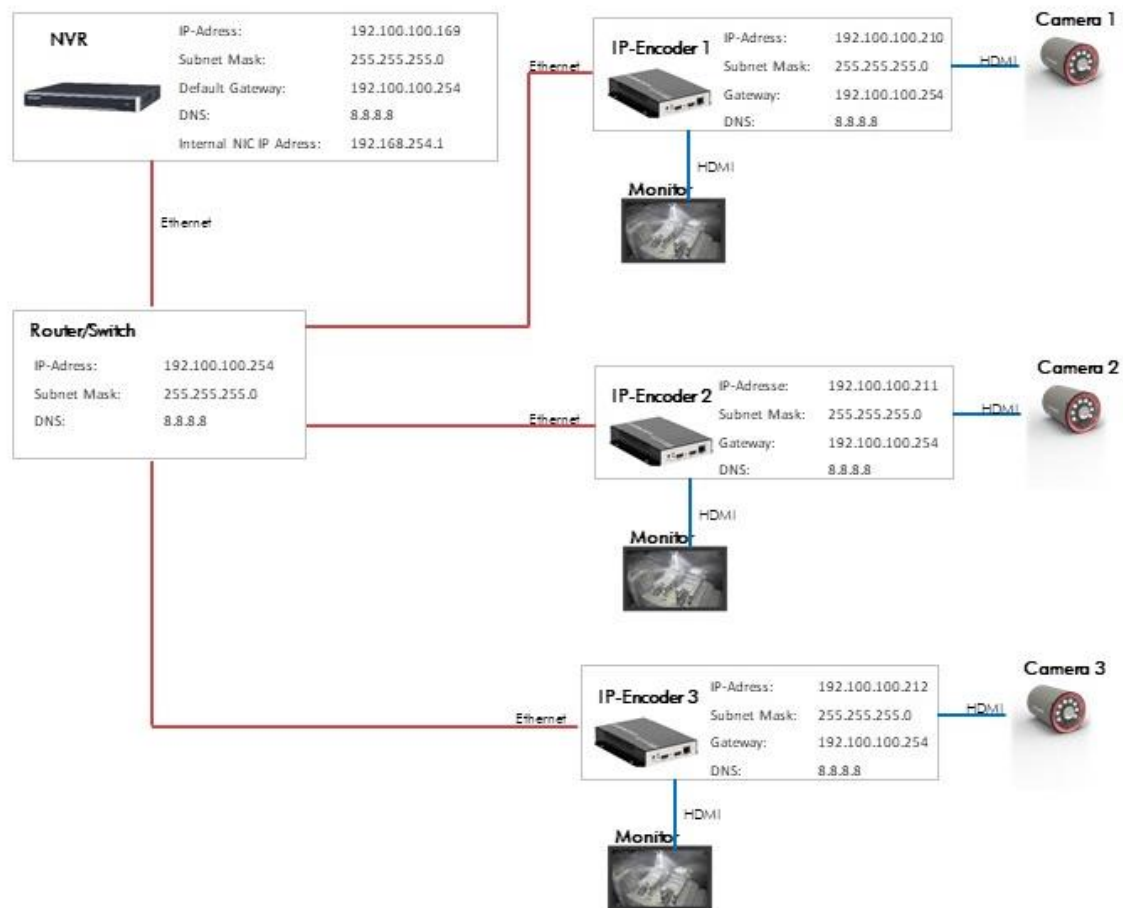 NVR
IP-Adress: 192.100.100.169
Subnet Mask: 255.255.255.0
Default Gateway: 192.100.100.254
DNS: 8.8.8.8
Internal NIC IP Adress: 192.168.254.1
Ethernet
Router/Switch
IP-Adress: 192.100.100.254
Subnet Mask: 255.255.255.0
DNS: 8.8.8.8
Ethernet
IP-Encoder 1
IP-Adress: 192.100.100.210
Subnet Mask: 255.255.255.0
Gateway: 192.100.100.254
DNS: 8.8.8.8
HDMI
Camera 1
HDMI
Monitor
Ethernet
IP-Encoder 2
IP-Adresse: 192.100.100.211
Subnet Mask: 255.255.255.0
Gateway: 192.100.100.254
DNS: 8.8.8.8
HDMI
Camera 2
HDMI
Monitor
Ethernet
IP-Encoder 3
IP-Adress: 192.100.100.212
Subnet Mask: 255.255.255.0
Gateway: 192.100.100.254
DNS: 8.8.8.8
HDMI
Camera 3
HDMI
Monitor